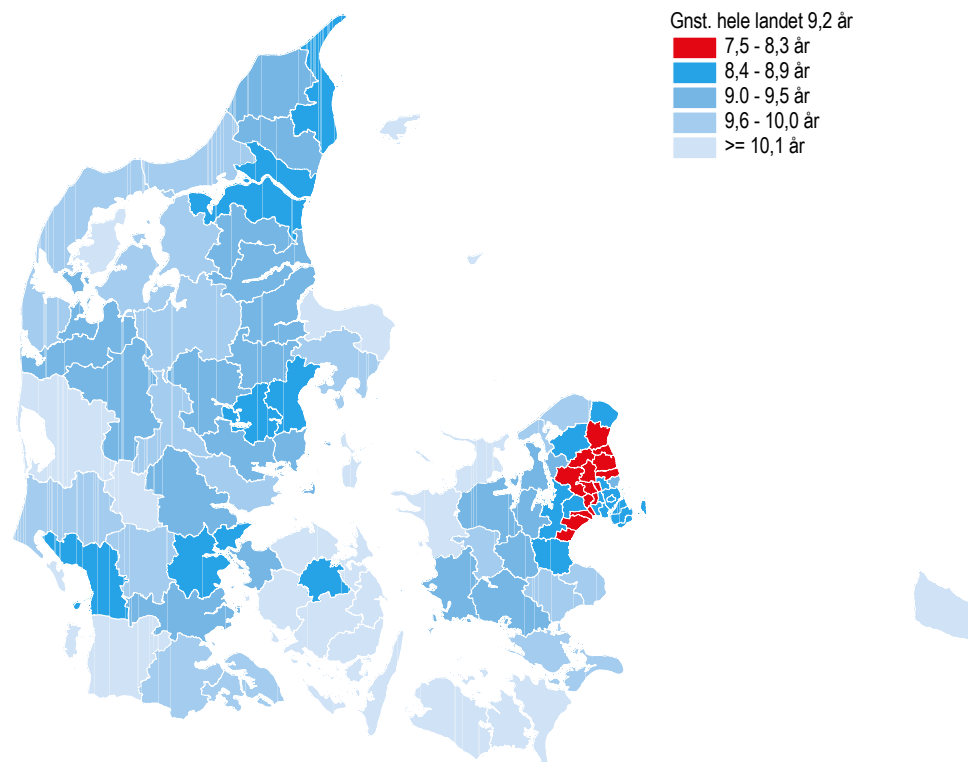 Gnst. hele landet 9,2 år
7,5 - 8,3 år
8,4 - 8,9 år
9.0 - 9,5 år
9,6 - 10,0 år
>= 10,1 år